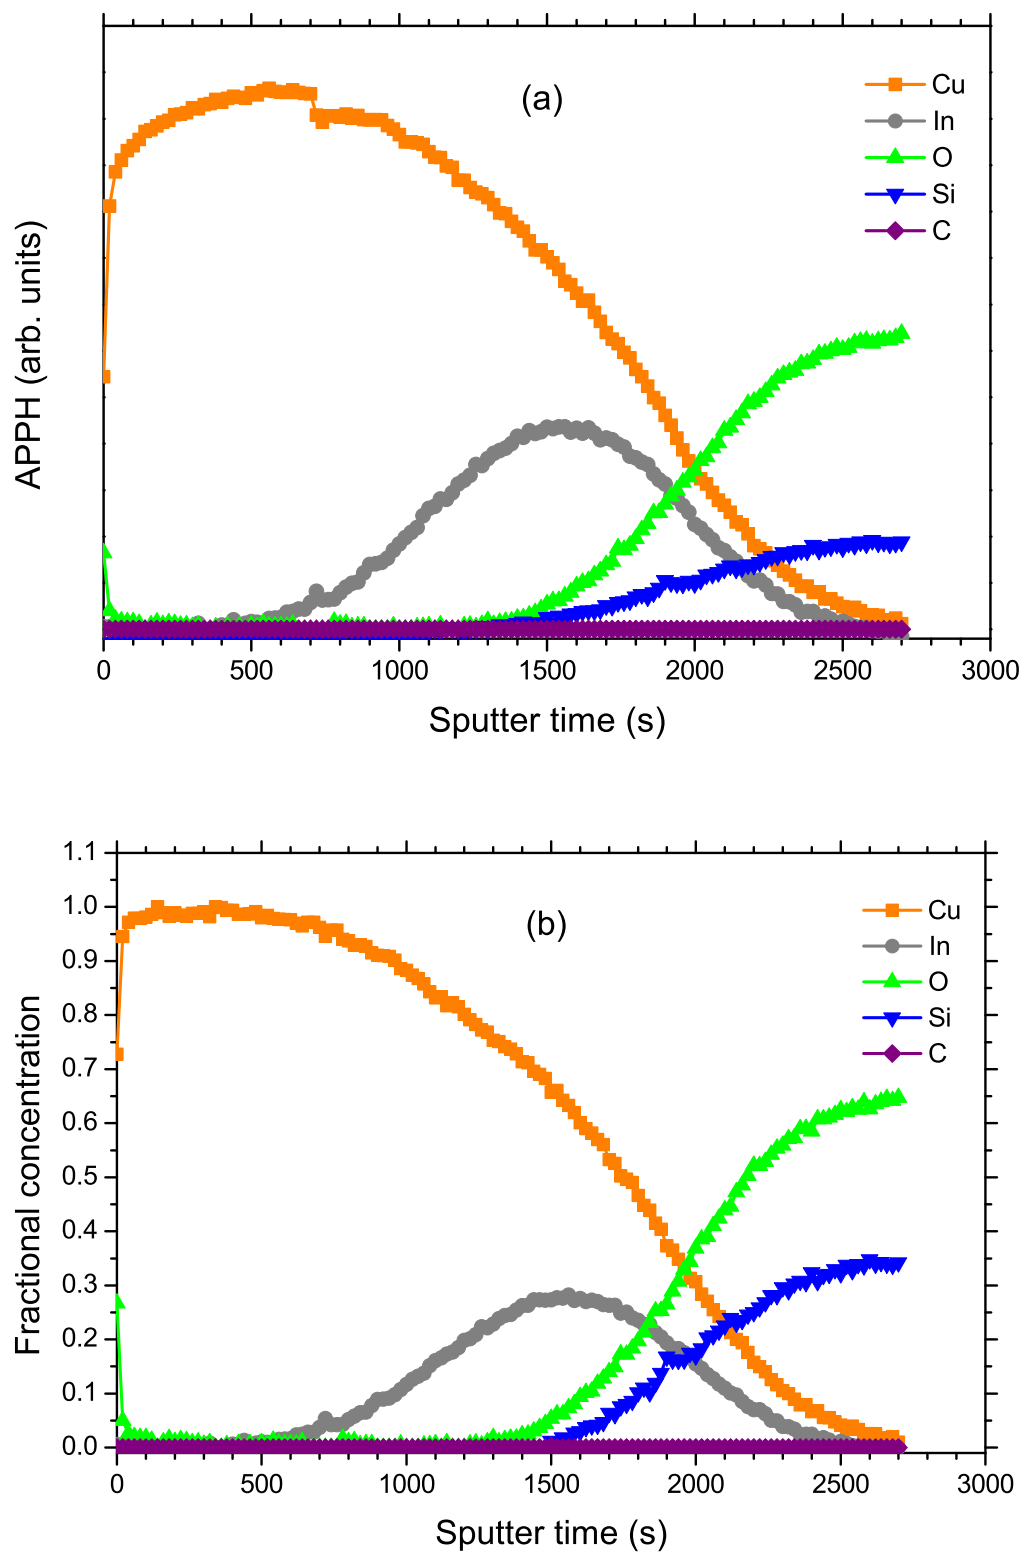 (a)
Cu
In
O
Si
C
APPH (arb. units)
0 500 1000 1500 2000 2500 3000
Sputter time (s)
1.1
1.0
0.9
0.8
0.7
0.6
0.5
0.4
0.3
0.2
0.1
0.0
(b)
Cu
In
O
Si
C
Fractional concentration
0 500 1000 1500 2000 2500 3000
Sputter time (s)